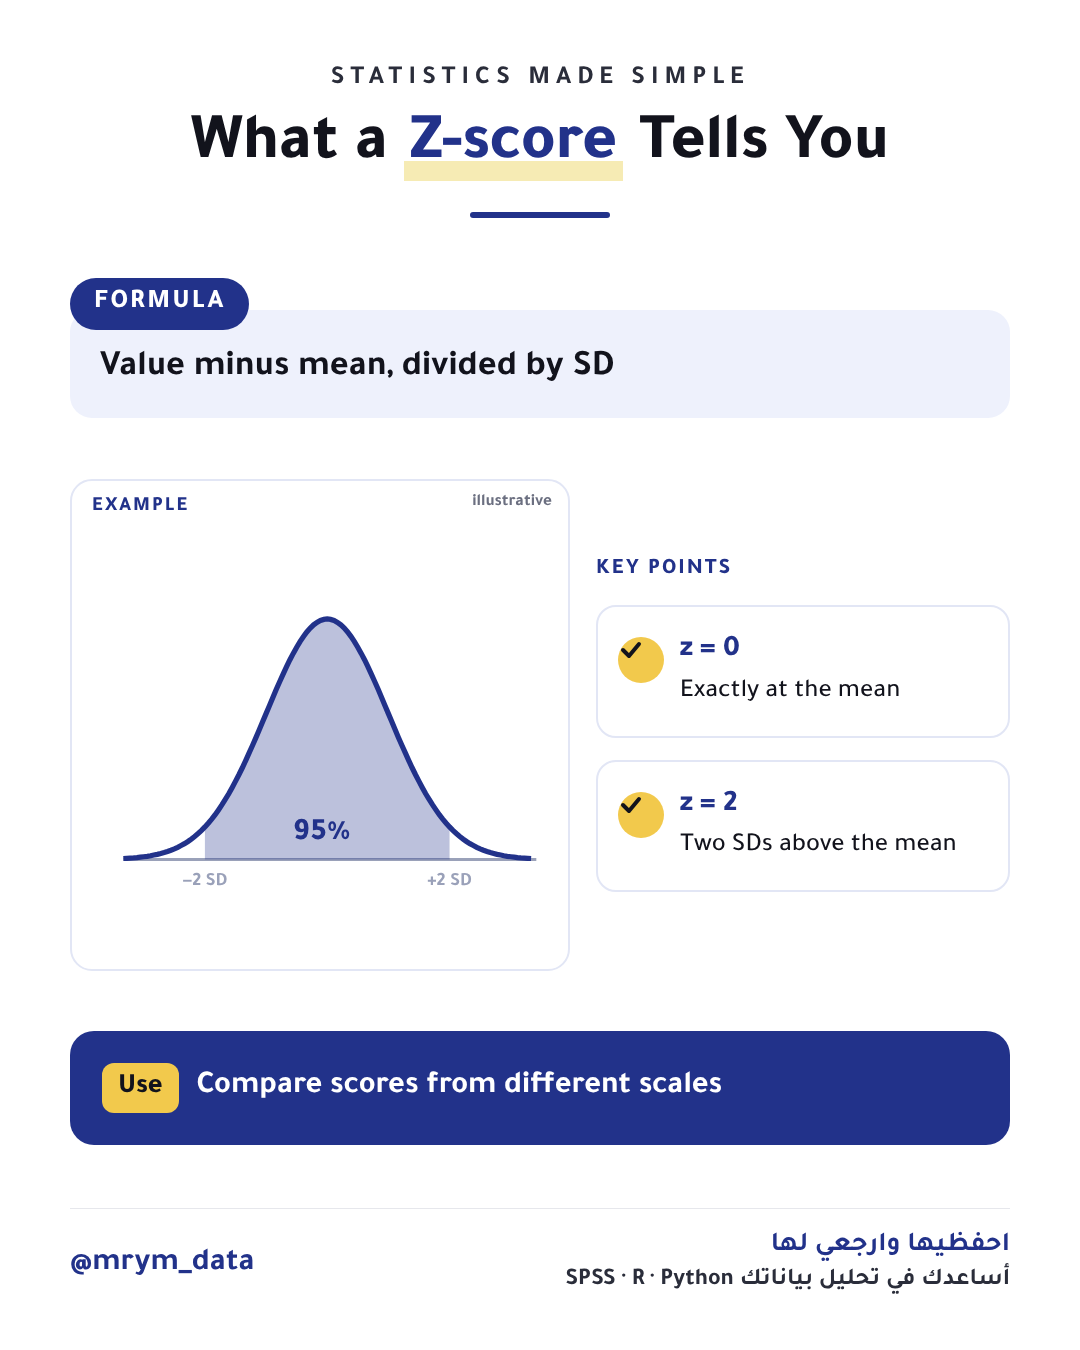 STATISTICS MADE SIMPLE
What a Z-score Tells You
FORMULA
Value minus mean, divided by SD
EXAMPLE
illustrative
95%
−2 SD
+2 SD
KEY POINTS
z = 0
Exactly at the mean
z = 2
Two SDs above the mean
Use
Compare scores from different scales
@mrym_data
احفظيها وارجعي لها
أساعدك في تحليل بياناتك SPSS · R · Python